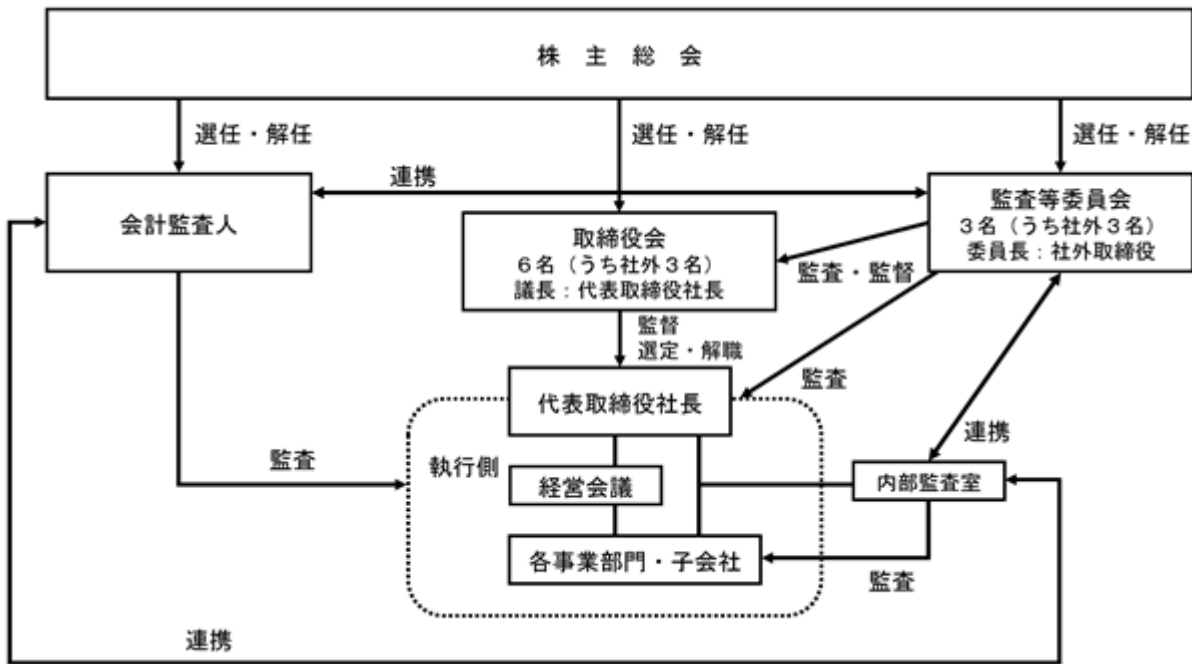 株 主 総 会
選任・解任
選任・解任
選任・解任
会計監査人
連携
監査等委員会
3名（うち社外3名）
委員長：社外取締役
取締役会
6名（うち社外3名）
議長：代表取締役社長
監査・監督
監督
選定・解職
代表取締役社長
監査
監査
執行側
経営会議
連携
内部監査室
各事業部門・子会社
監査
連携